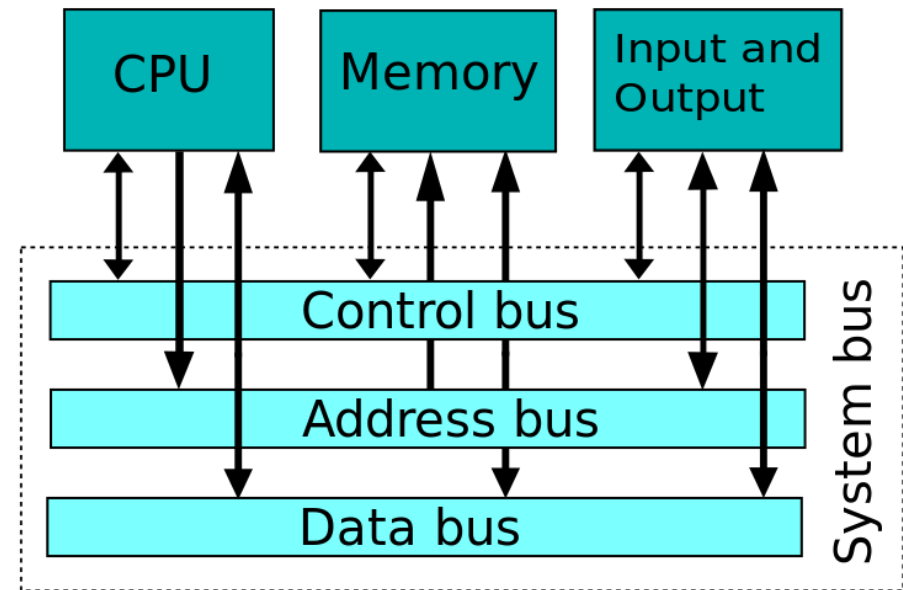 CPU
Memory
Input and
Output
Control bus
Address bus
Data bus
System bus